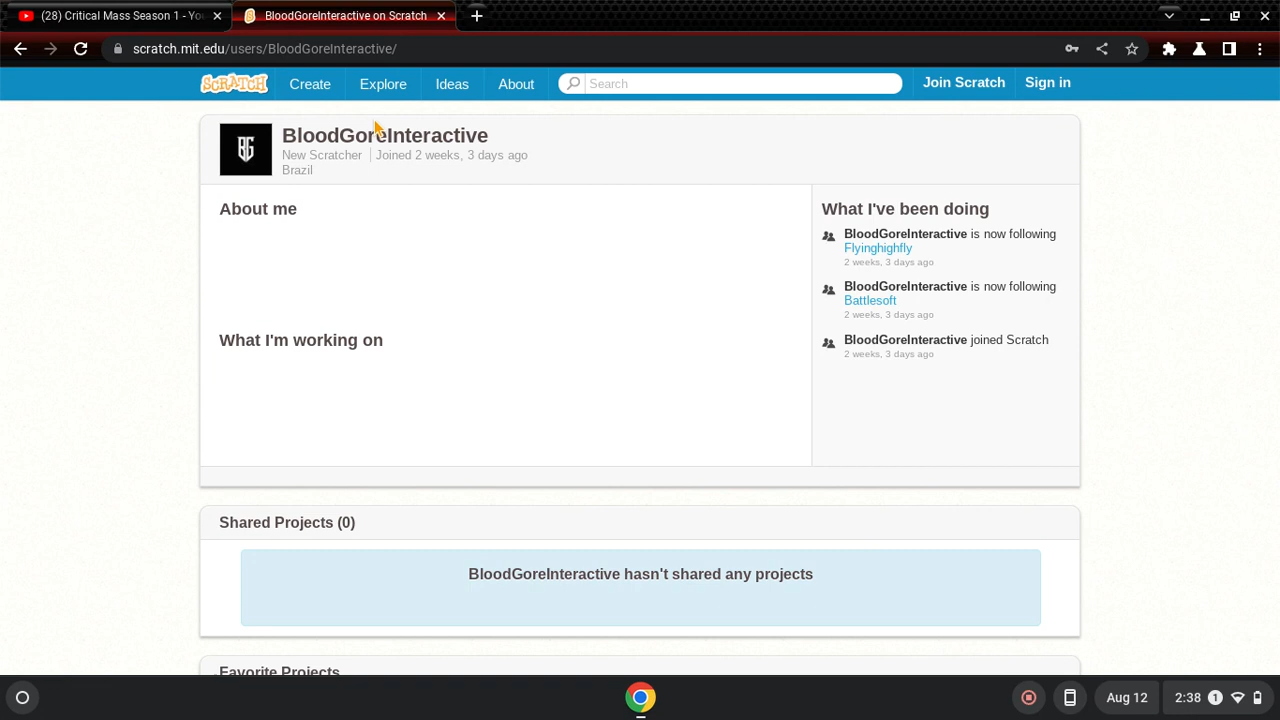 (28) Critical Mass Season 1 - You
BloodGoreInteractive on Scratch
scratch.mit.edu/users/BloodGoreInteractive/
SCRATCH
Create
Explore
Ideas
About
Search
Join Scratch
Sign in
BG
BloodGoreInteractive
New Scratcher
Joined 2 weeks, 3 days ago
Brazil
About me
What I'm working on
What I've been doing
BloodGoreInteractive is now following
Flyinghighfly
2 weeks, 3 days ago
BloodGoreInteractive is now following
Battlesoft
2 weeks, 3 days ago
BloodGoreInteractive joined Scratch
2 weeks, 3 days ago
Shared Projects (0)
BloodGoreInteractive hasn't shared any projects
Favorite Projects
Aug 12
2:38
1